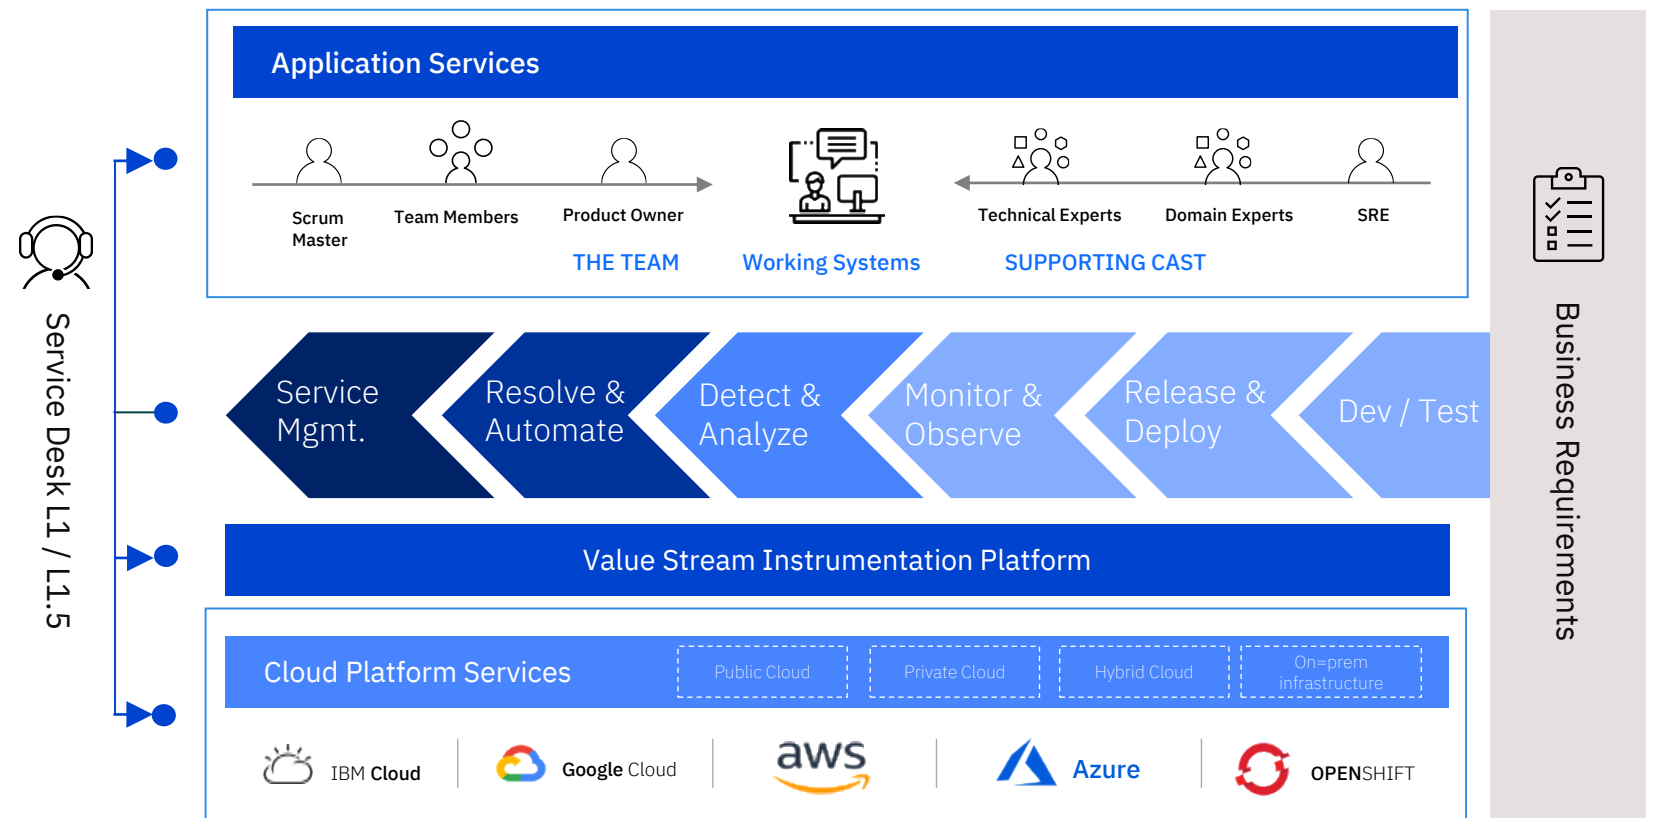 Application Services
Scrum
Master
Team Members
Product Owner
Technical Experts
Domain Experts
SRE
THE TEAM
Working Systems
SUPPORTING CAST
Service Desk L1 / L1.5
Service
Mgmt.
Resolve &
Automate
Detect &
Analyze
Monitor &
Observe
Release &
Deploy
Dev / Test
Business Requirements
Value Stream Instrumentation Platform
Cloud Platform Services
Public Cloud
Private Cloud
Hybrid Cloud
On=prem
infrastructure
IBM Cloud
Google Cloud
aws
Azure
OPENSHIFT